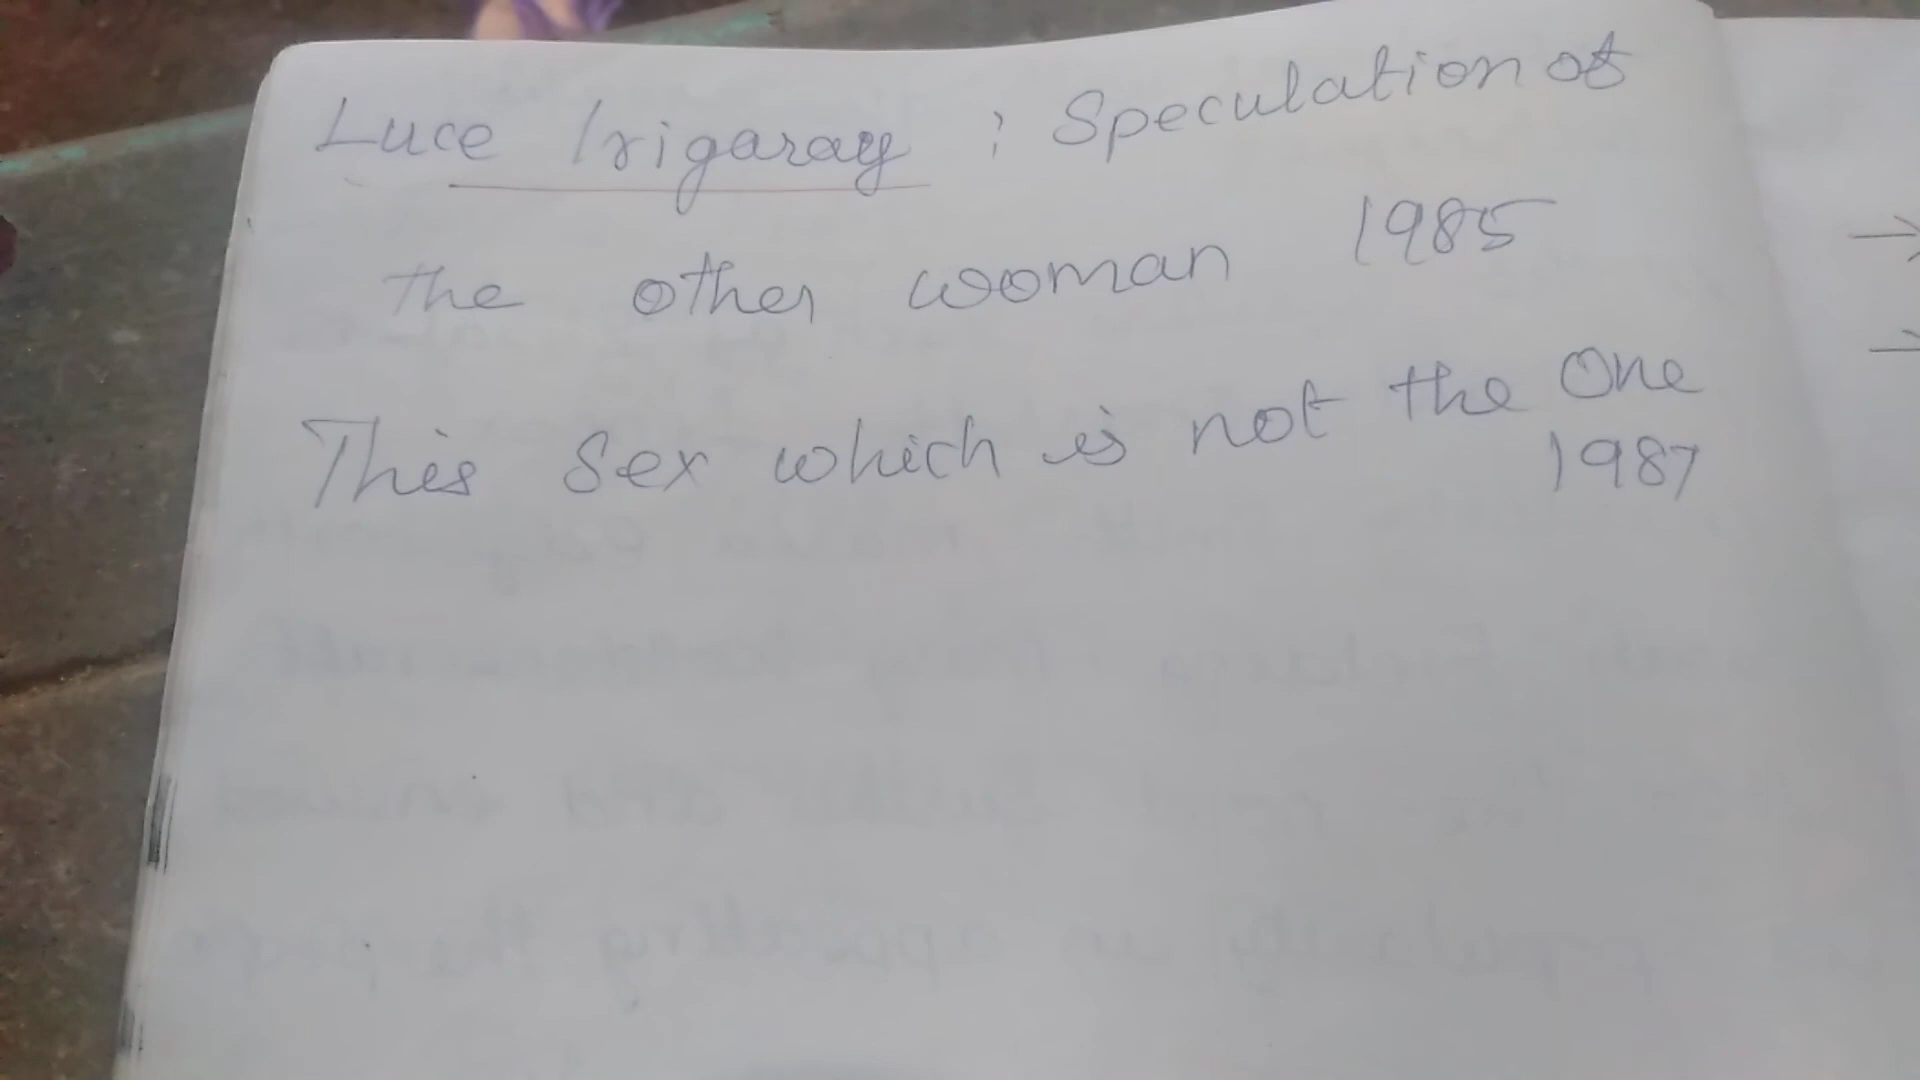 Luce Irigaray : Speculation of
the other woman 1985
This Sex which is not the One
1987